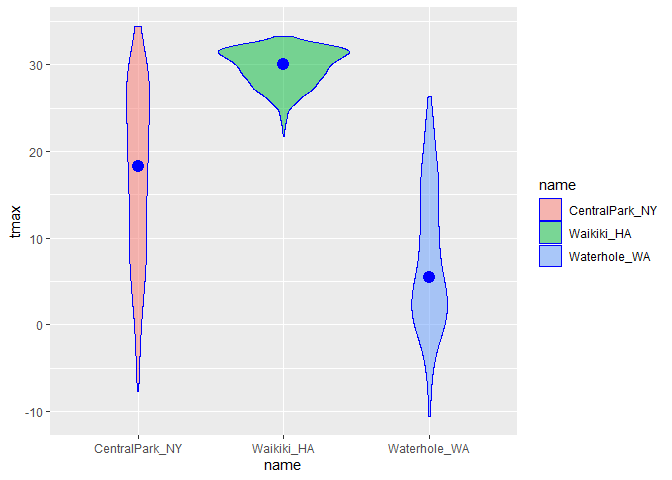 30
20
10
0
-10
tmax
CentralPark_NY
Waikiki_HA
Waterhole_WA
name
name
CentralPark_NY
Waikiki_HA
Waterhole_WA